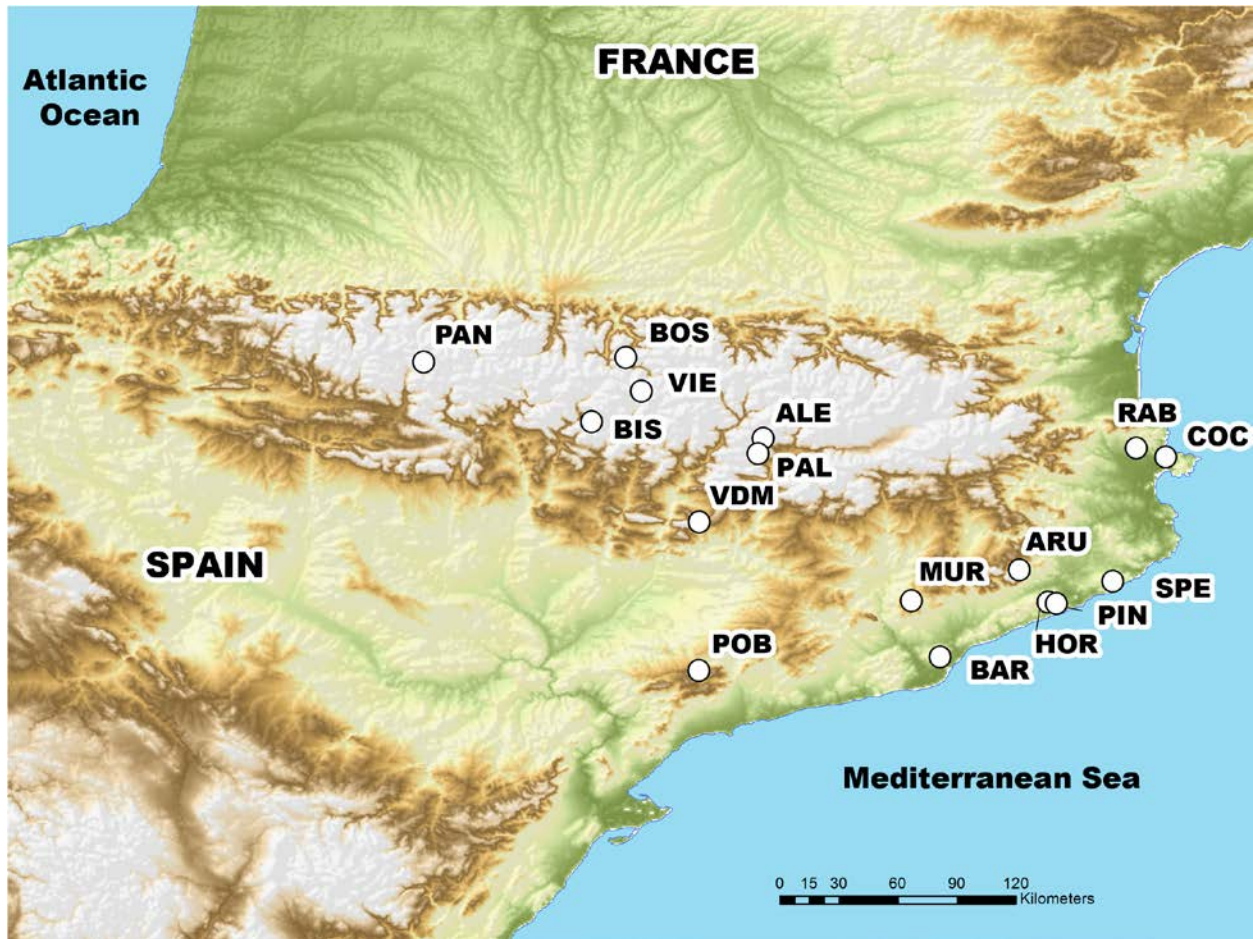 FRANCE
Atlantic
Ocean
PAN
BOS
VIE
BIS
ALE
PAL
RAB
COC
VDM
SPAIN
ARU
MUR
SPE
PIN
HOR
POB
BAR
Mediterranean Sea
0 15 30 60 90 120
Kilometers